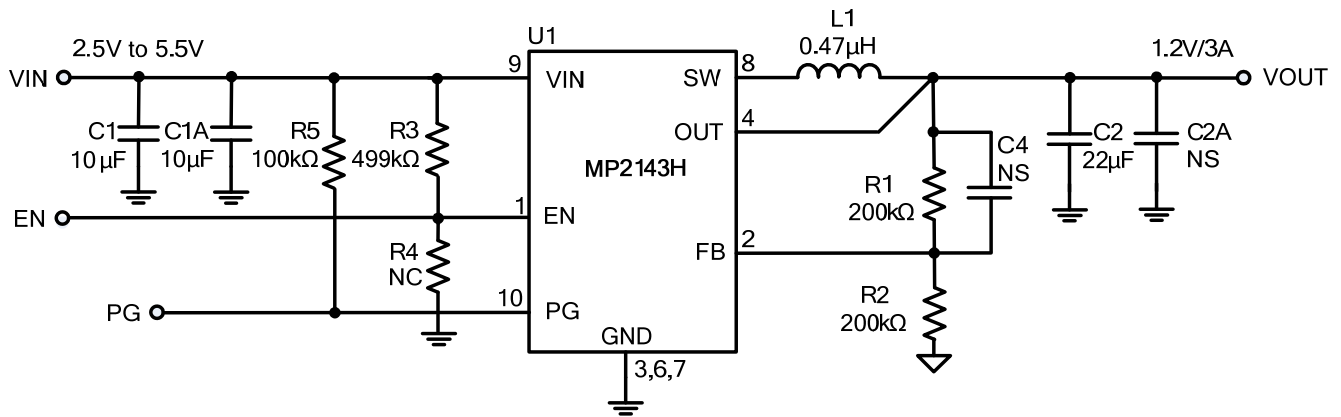 2.5V to 5.5V
VIN
C1
10μF
C1A
10μF
R5
100kΩ
R3
499kΩ
EN
R4
NC
PG
U1
9
VIN
1
EN
10
PG
MP2143H
SW
8
OUT
4
FB
2
GND
3,6,7
L1
0.47μH
1.2V/3A
VOUT
C4
NS
R1
200kΩ
R2
200kΩ
C2
22μF
C2A
NS